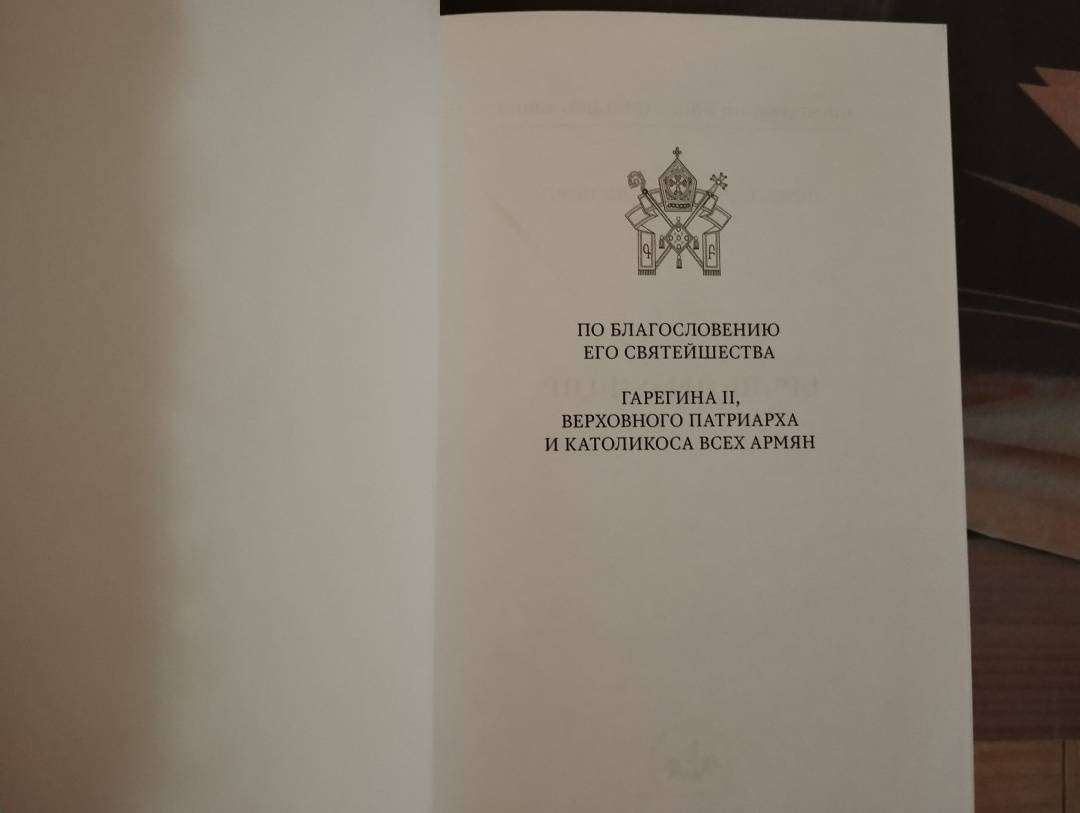 ПО БЛАГОСЛОВЕНИЮ
ЕГО СВЯТЕЙШЕСТВА
ГАРЕГИНА II,
ВЕРХОВНОГО ПАТРИАРХА
И КАТОЛИКОСА ВСЕХ АРМЯН